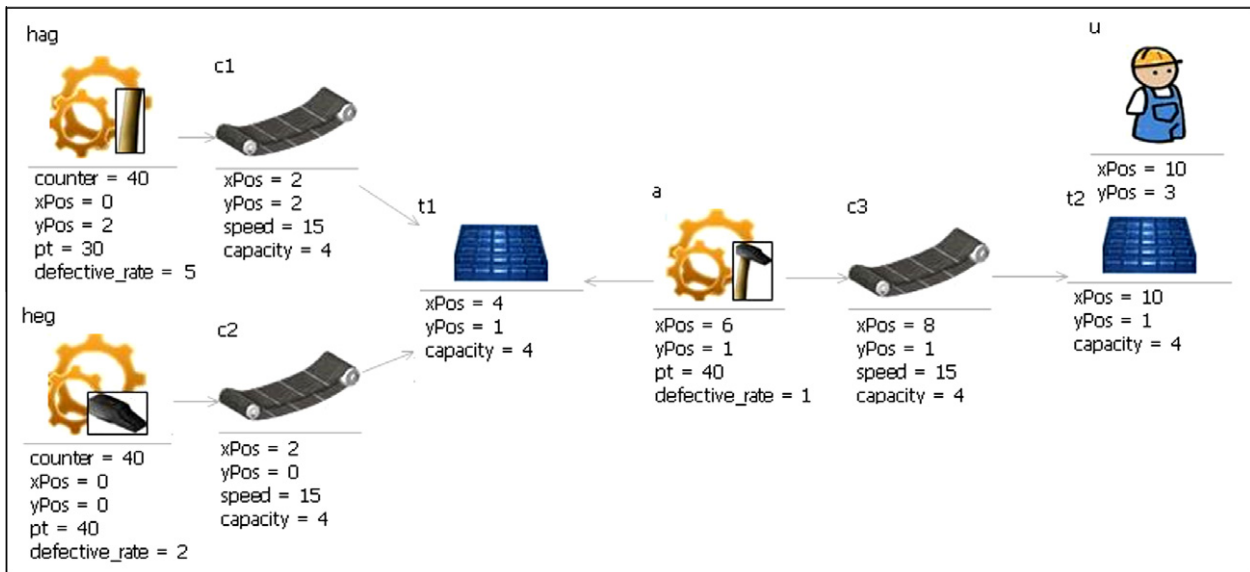 hag
counter = 40
xPos = 0
yPos = 2
pt = 30
defective_rate = 5
c1
xPos = 2
yPos = 2
speed = 15
capacity = 4
heg
counter = 40
xPos = 0
yPos = 0
pt = 40
defective_rate = 2
c2
xPos = 2
yPos = 0
speed = 15
capacity = 4
t1
xPos = 4
yPos = 1
capacity = 4
a
xPos = 6
yPos = 1
pt = 40
defective_rate = 1
c3
xPos = 8
yPos = 1
speed = 15
capacity = 4
u
xPos = 10
yPos = 3
t2
xPos = 10
yPos = 1
capacity = 4